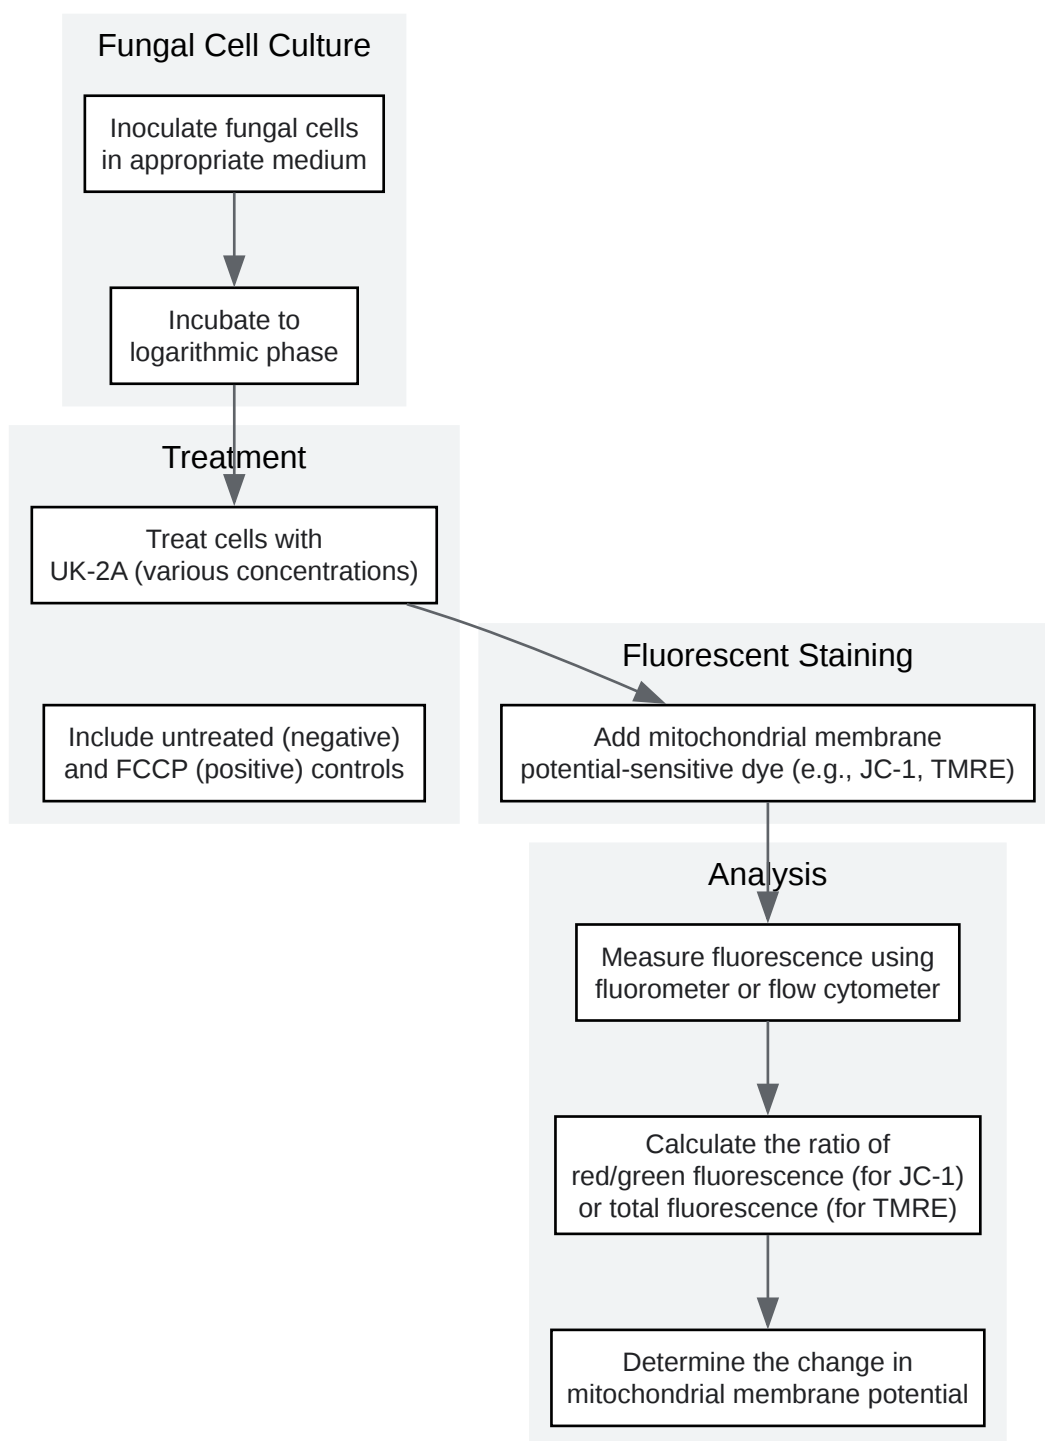 Fungal Cell Culture
Inoculate fungal cells
in appropriate medium
Incubate to
logarithmic phase
Treatment
Treat cells with
UK-2A (various concentrations)
Include untreated (negative)
and FCCP (positive) controls
Fluorescent Staining
Add mitochondrial membrane
potential-sensitive dye (e.g., JC-1, TMRE)
Analysis
Measure fluorescence using
fluorometer or flow cytometer
Calculate the ratio of
red/green fluorescence (for JC-1)
or total fluorescence (for TMRE)
Determine the change in
mitochondrial membrane potential